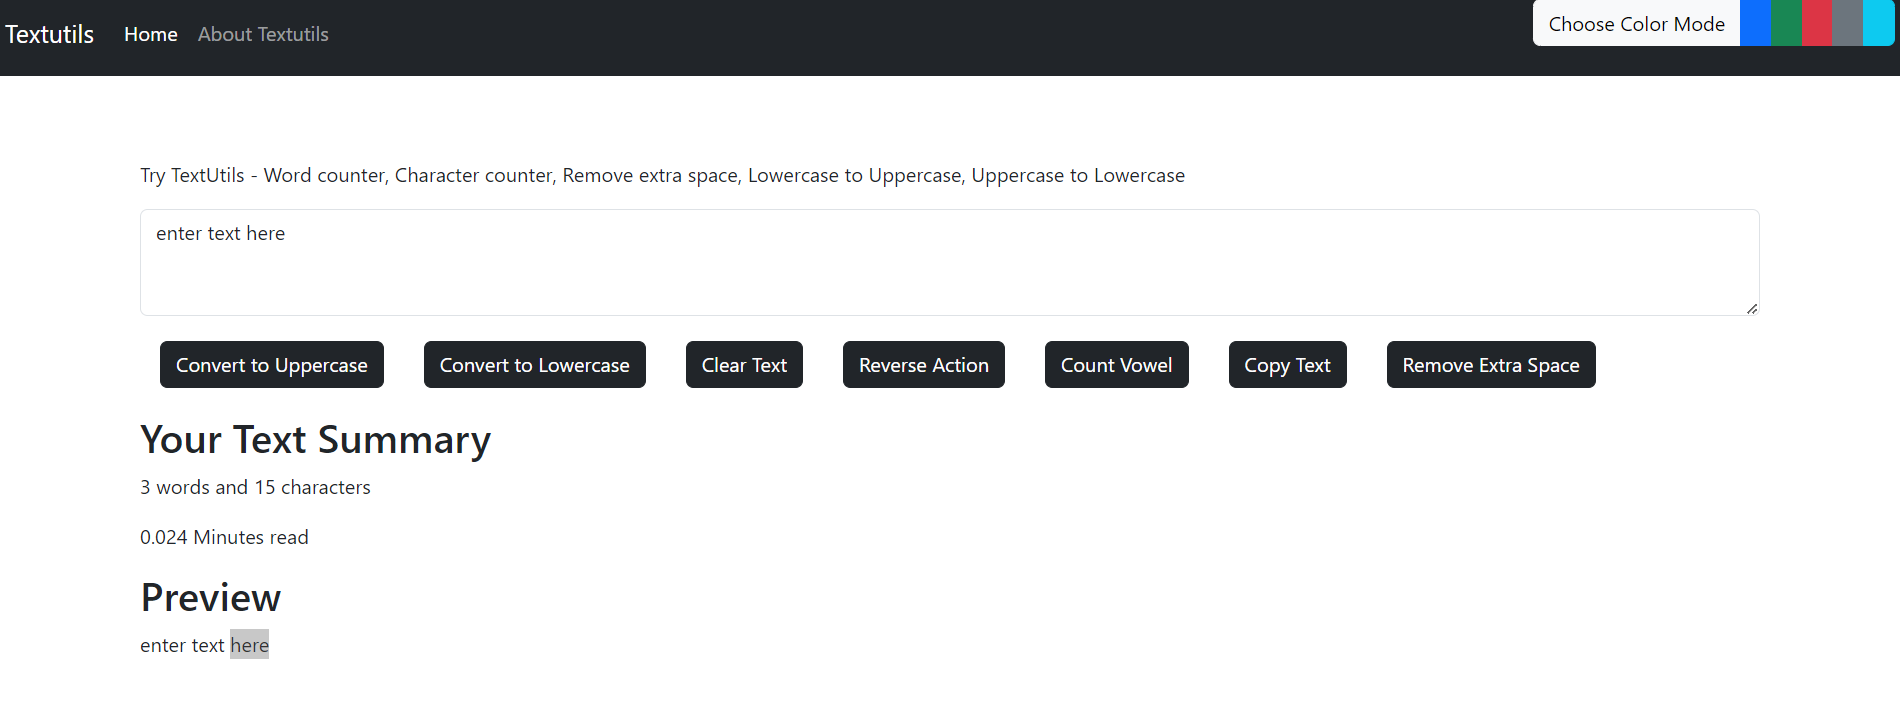 Textutils Home About Textutils Choose Color Mode
Try TextUtils - Word counter, Character counter, Remove extra space, Lowercase to Uppercase, Uppercase to Lowercase
enter text here
Convert to Uppercase Convert to Lowercase Clear Text Reverse Action Count Vowel Copy Text Remove Extra Space
Your Text Summary
3 words and 15 characters
0.024 Minutes read
Preview
enter text here